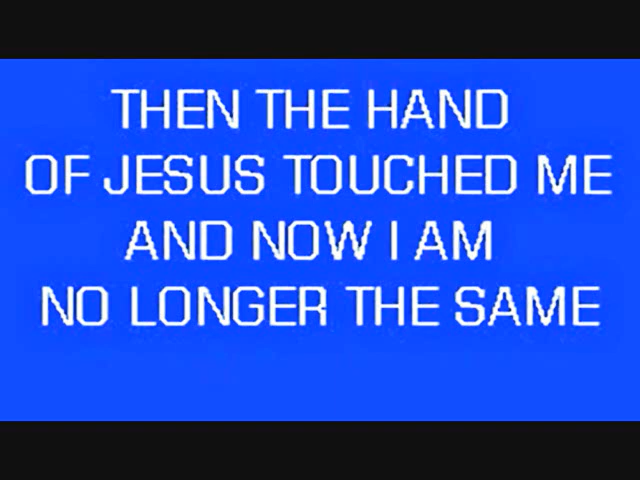 THEN THE HAND
OF JESUS TOUCHED ME
AND NOW I AM
NO LONGER THE SAME